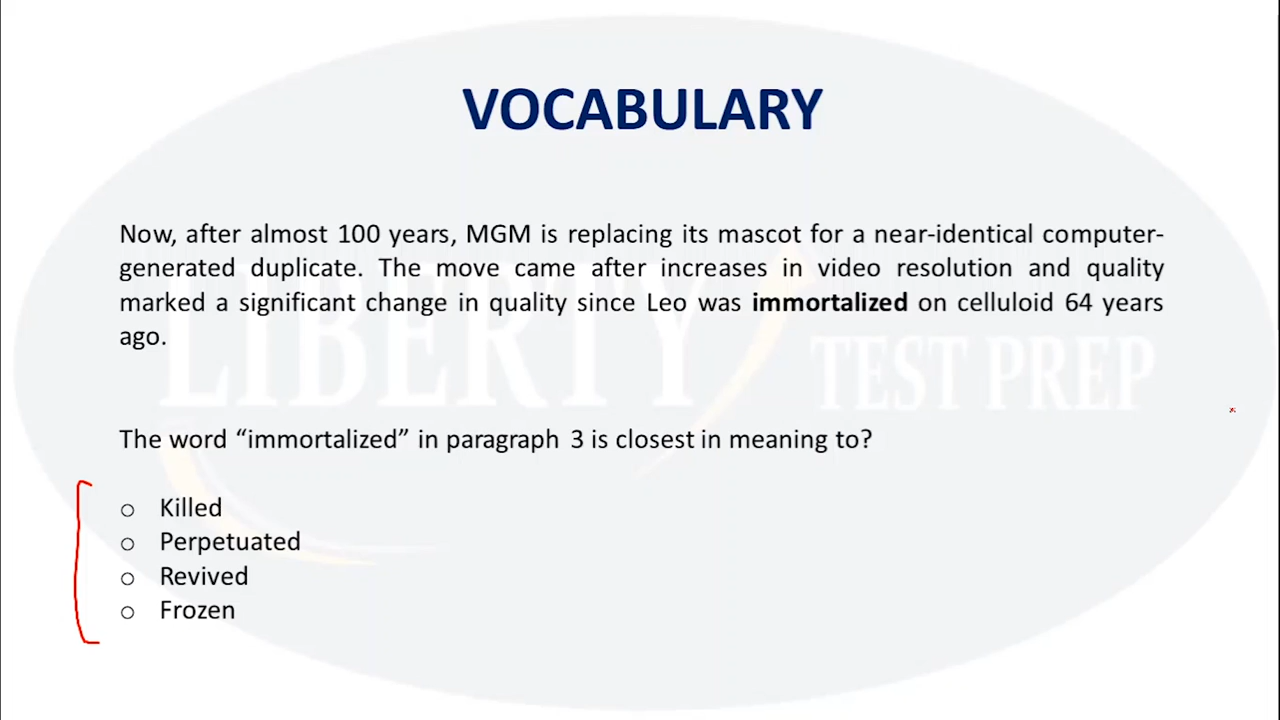 VOCABULARY
Now, after almost 100 years, MGM is replacing its mascot for a near-identical computer-
generated duplicate. The move came after increases in video resolution and quality
marked a significant change in quality since Leo was immortalized on celluloid 64 years
ago.
LIBERTY TEST PREP
The word “immortalized” in paragraph 3 is closest in meaning to?
○ Killed
○ Perpetuated
○ Revived
○ Frozen